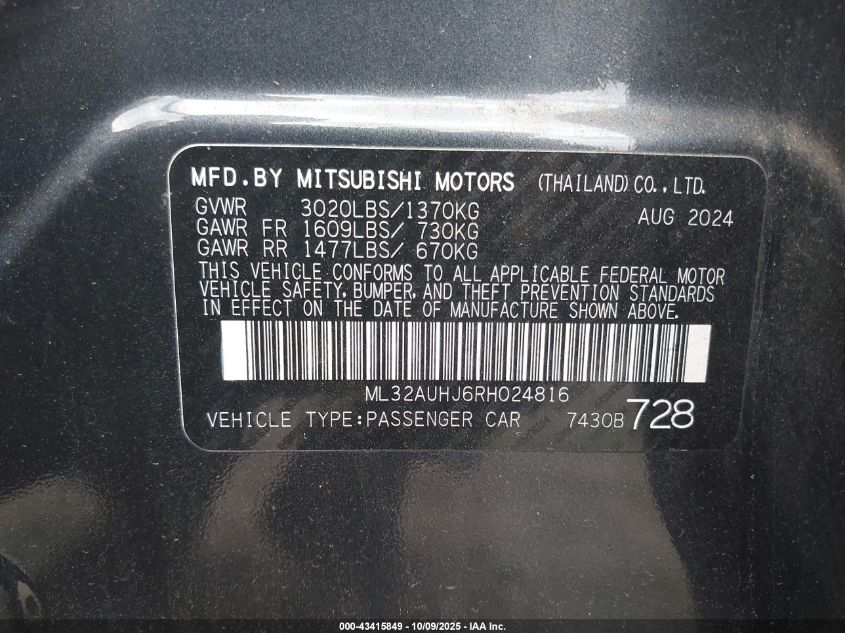 MFD.BY MITSUBISHI MOTORS (THAILAND) CO., LTD.
GVWR 3020LBS/1370KG AUG 2024
GAWR FR 1609LBS/ 730KG
GAWR RR 1477LBS/ 670KG
THIS VEHICLE CONFORMS TO ALL APPLICABLE FEDERAL MOTOR
VEHICLE SAFETY, BUMPER, AND THEFT PREVENTION STANDARDS
IN EFFECT ON THE DATE OF MANUFACTURE SHOWN ABOVE.
ML32AUHJ6RH024816
VEHICLE TYPE:PASSENGER CAR 7430B 728
000-43415849 - 10/09/2025 - IAA Inc.